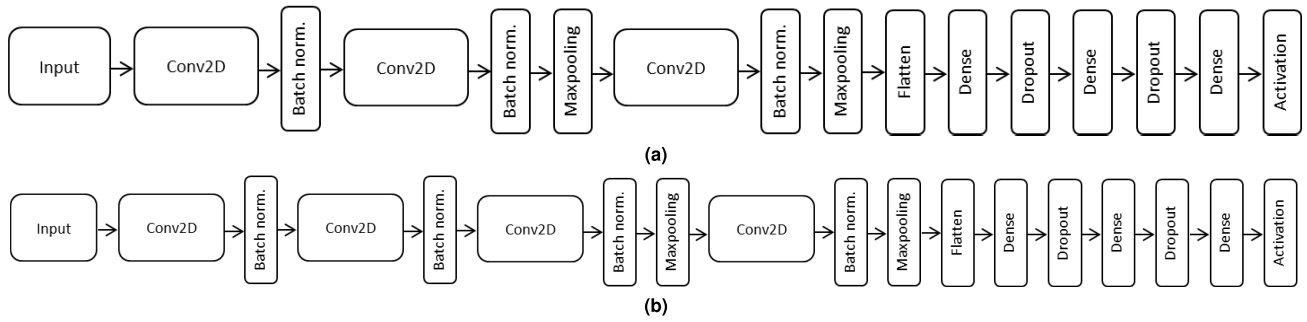 Input
Conv2D
Batch norm.
Conv2D
Batch norm.
Maxpooling
Conv2D
Batch norm.
Maxpooling
Flatten
Dense
Dropout
Dense
Dropout
Dense
Activation
(a)
Input
Conv2D
Batch norm.
Conv2D
Batch norm.
Conv2D
Batch norm.
Maxpooling
Conv2D
Batch norm.
Maxpooling
Flatten
Dense
Dropout
Dense
Dropout
Dense
Activation
(b)